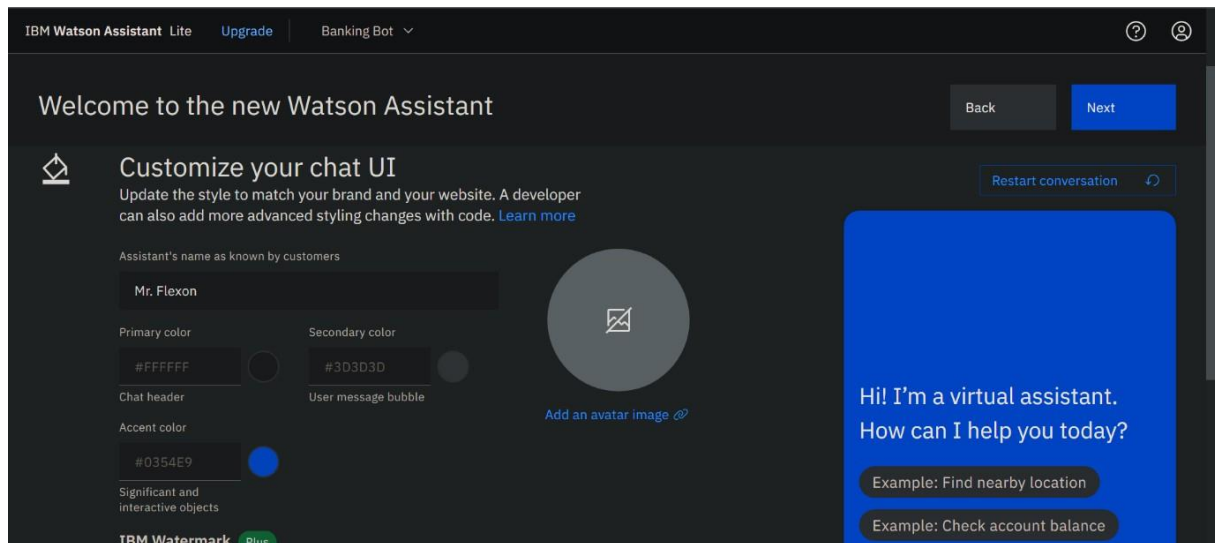 IBM Watson Assistant Lite Upgrade Banking Bot
Welcome to the new Watson Assistant
Back Next
Customize your chat UI
Update the style to match your brand and your website. A developer
can also add more advanced styling changes with code. Learn more
Restart conversation
Assistant's name as known by customers
Mr. Flexon
Primary color Secondary color
#FFFFFF #3D3D3D
Chat header User message bubble
Add an avatar image
Accent color
#0354E9
Significant and
interactive objects
IBM Watermark Plus
Hi! I'm a virtual assistant.
How can I help you today?
Example: Find nearby location
Example: Check account balance